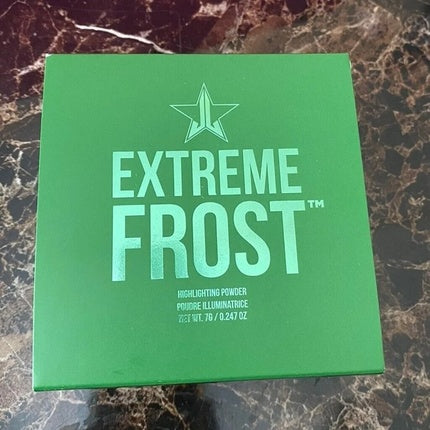 EXTREME
FROST™
HIGHLIGHTING POWDER
POUDRE ILLUMINATRICE
NET WT. 7G / 0.247 OZ